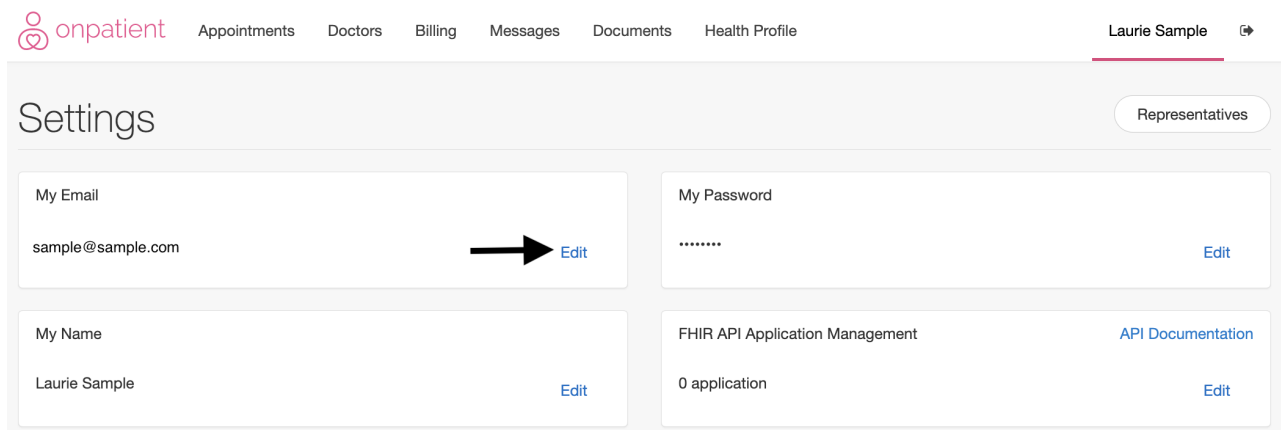 onpatient Appointments Doctors Billing Messages Documents Health Profile Laurie Sample
Settings Representatives
My Email
sample@sample.com Edit
My Password
•••••••• Edit
My Name
Laurie Sample Edit
FHIR API Application Management API Documentation
0 application Edit